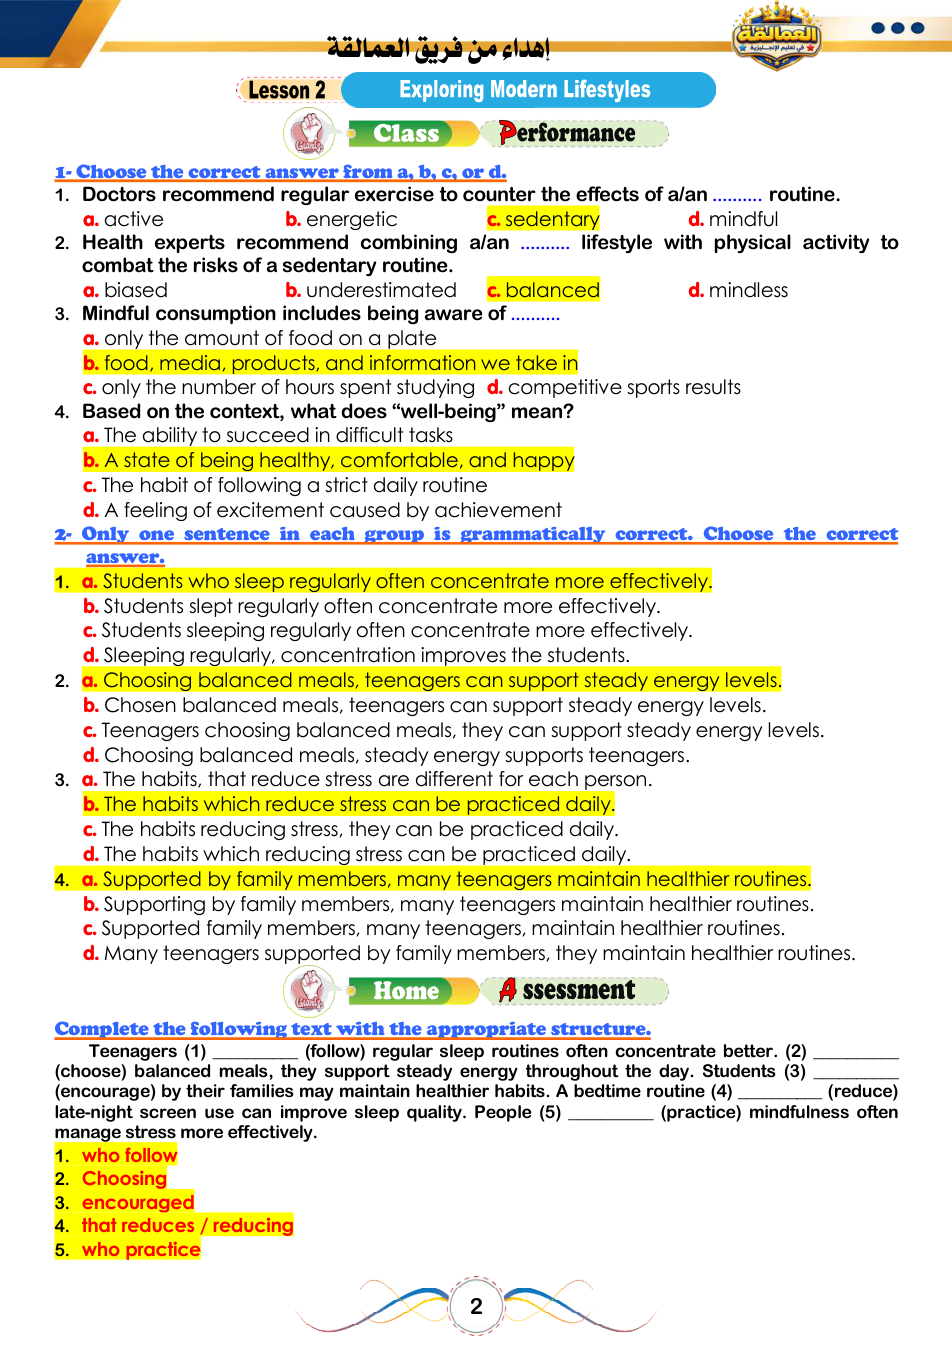 إهداء من فريق العمالقة
العمالقة
في تعليم الإنجليزية
Lesson 2 Exploring Modern Lifestyles
Class Performance
1- Choose the correct answer from a, b, c, or d.
1. Doctors recommend regular exercise to counter the effects of a/an .......... routine.
a. active b. energetic c. sedentary d. mindful
2. Health experts recommend combining a/an .......... lifestyle with physical activity to
combat the risks of a sedentary routine.
a. biased b. underestimated c. balanced d. mindless
3. Mindful consumption includes being aware of ..........
a. only the amount of food on a plate
b. food, media, products, and information we take in
c. only the number of hours spent studying d. competitive sports results
4. Based on the context, what does “well-being” mean?
a. The ability to succeed in difficult tasks
b. A state of being healthy, comfortable, and happy
c. The habit of following a strict daily routine
d. A feeling of excitement caused by achievement
2- Only one sentence in each group is grammatically correct. Choose the correct
answer.
1. a. Students who sleep regularly often concentrate more effectively.
b. Students slept regularly often concentrate more effectively.
c. Students sleeping regularly often concentrate more effectively.
d. Sleeping regularly, concentration improves the students.
2. a. Choosing balanced meals, teenagers can support steady energy levels.
b. Chosen balanced meals, teenagers can support steady energy levels.
c. Teenagers choosing balanced meals, they can support steady energy levels.
d. Choosing balanced meals, steady energy supports teenagers.
3. a. The habits, that reduce stress are different for each person.
b. The habits which reduce stress can be practiced daily.
c. The habits reducing stress, they can be practiced daily.
d. The habits which reducing stress can be practiced daily.
4. a. Supported by family members, many teenagers maintain healthier routines.
b. Supporting by family members, many teenagers maintain healthier routines.
c. Supported family members, many teenagers, maintain healthier routines.
d. Many teenagers supported by family members, they maintain healthier routines.
Home Assessment
Complete the following text with the appropriate structure.
Teenagers (1) __________ (follow) regular sleep routines often concentrate better. (2) __________
(choose) balanced meals, they support steady energy throughout the day. Students (3) __________
(encourage) by their families may maintain healthier habits. A bedtime routine (4) __________ (reduce)
late-night screen use can improve sleep quality. People (5) __________ (practice) mindfulness often
manage stress more effectively.
1. who follow
2. Choosing
3. encouraged
4. that reduces / reducing
5. who practice
2